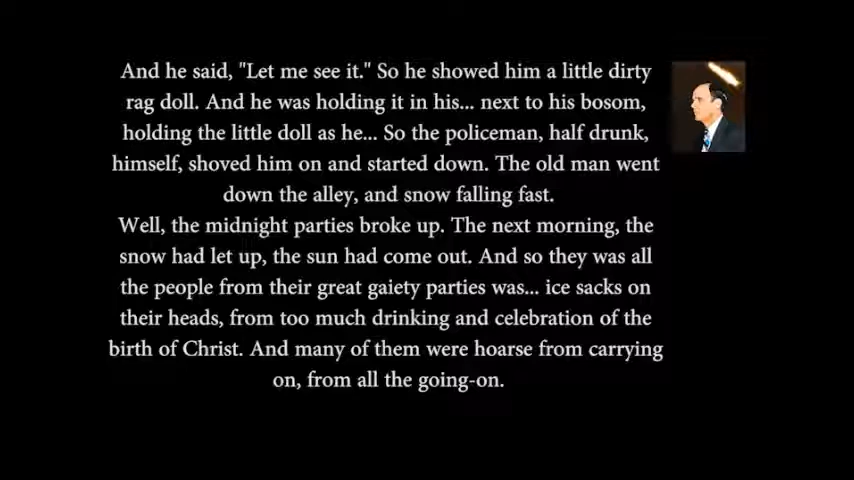 And he said, "Let me see it." So he showed him a little dirty
rag doll. And he was holding it in his... next to his bosom,
holding the little doll as he... So the policeman, half drunk,
himself, shoved him on and started down. The old man went
down the alley, and snow falling fast.
Well, the midnight parties broke up. The next morning, the
snow had let up, the sun had come out. And so they was all
the people from their great gaiety parties was... ice sacks on
their heads, from too much drinking and celebration of the
birth of Christ. And many of them were hoarse from carrying
on, from all the going-on.